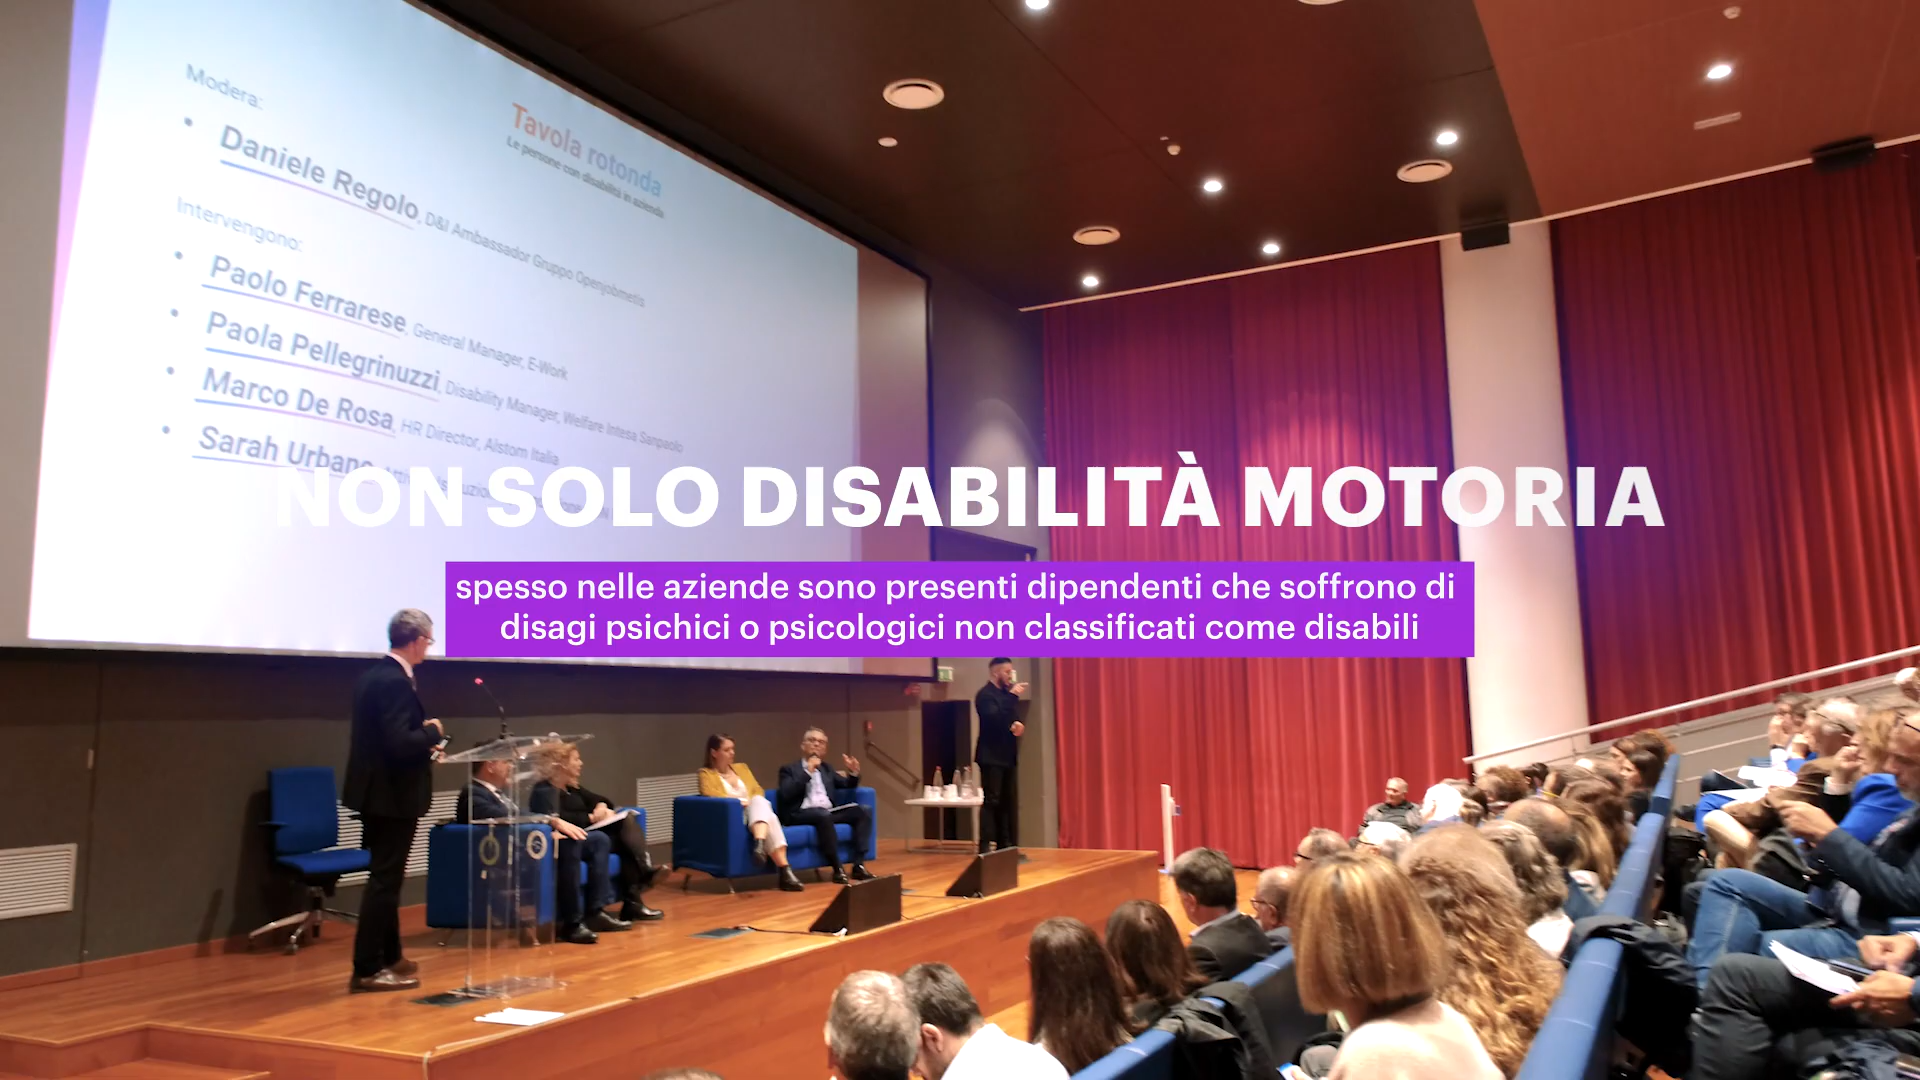 Tavola rotonda
Le persone con disabilità in azienda
Modera:
• Daniele Regolo, D&I Ambassador Gruppo Openjobmetis
Intervengono:
• Paolo Ferrarese, General Manager, E-Work
• Paola Pellegrinuzzi, Disability Manager, Welfare Intesa Sanpaolo
• Marco De Rosa, HR Director, Alstom Italia
• Sarah Urbano
NON SOLO DISABILITÀ MOTORIA
spesso nelle aziende sono presenti dipendenti che soffrono di
disagi psichici o psicologici non classificati come disabili